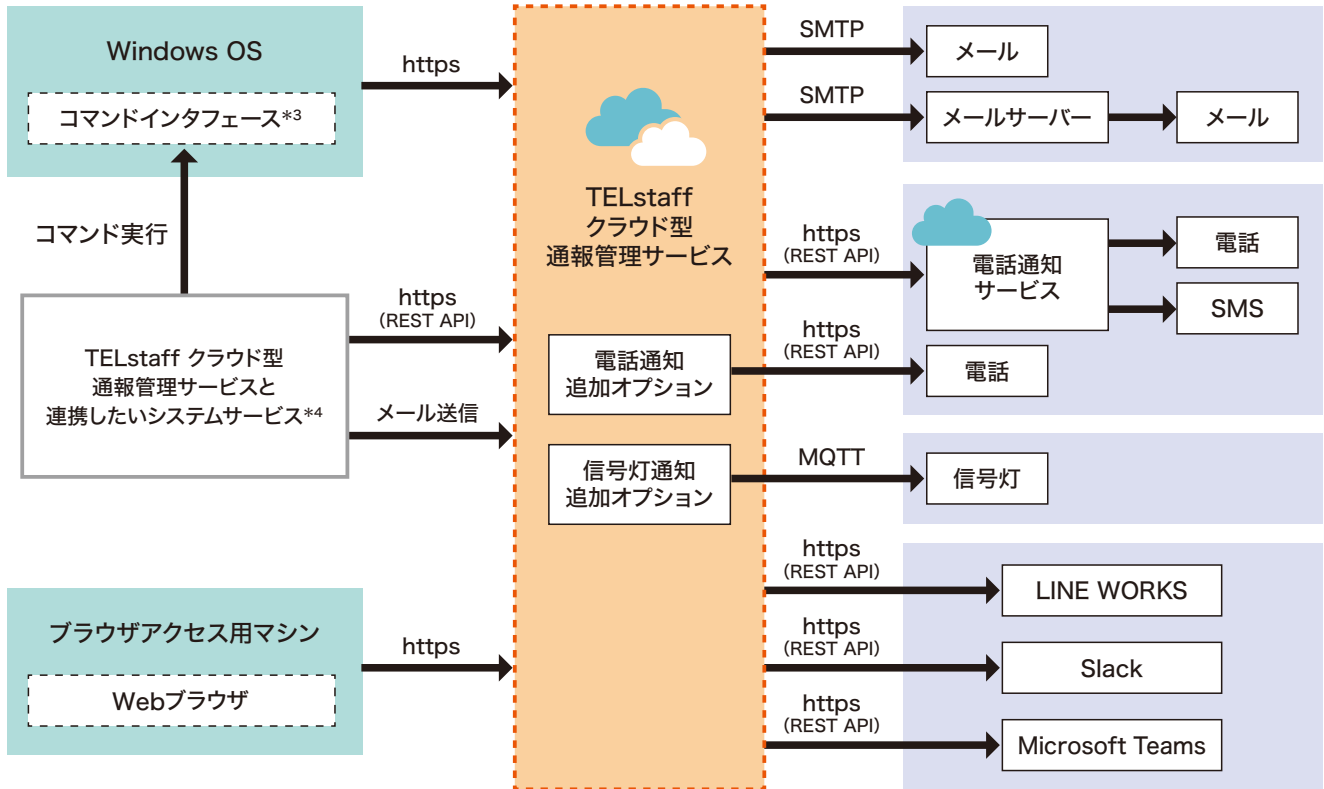 Windows OS
コマンドインタフェース*3
https
コマンド実行
TELstaff クラウド型
通報管理サービスと
連携したいシステムサービス*4
https
(REST API)
メール送信
ブラウザアクセス用マシン
Webブラウザ
https
TELstaff
クラウド型
通報管理サービス
電話通知
追加オプション
信号灯通知
追加オプション
SMTP
メール
SMTP
メールサーバー
メール
https
(REST API)
電話通知
サービス
電話
SMS
https
(REST API)
電話
MQTT
信号灯
https
(REST API)
LINE WORKS
https
(REST API)
Slack
https
(REST API)
Microsoft Teams